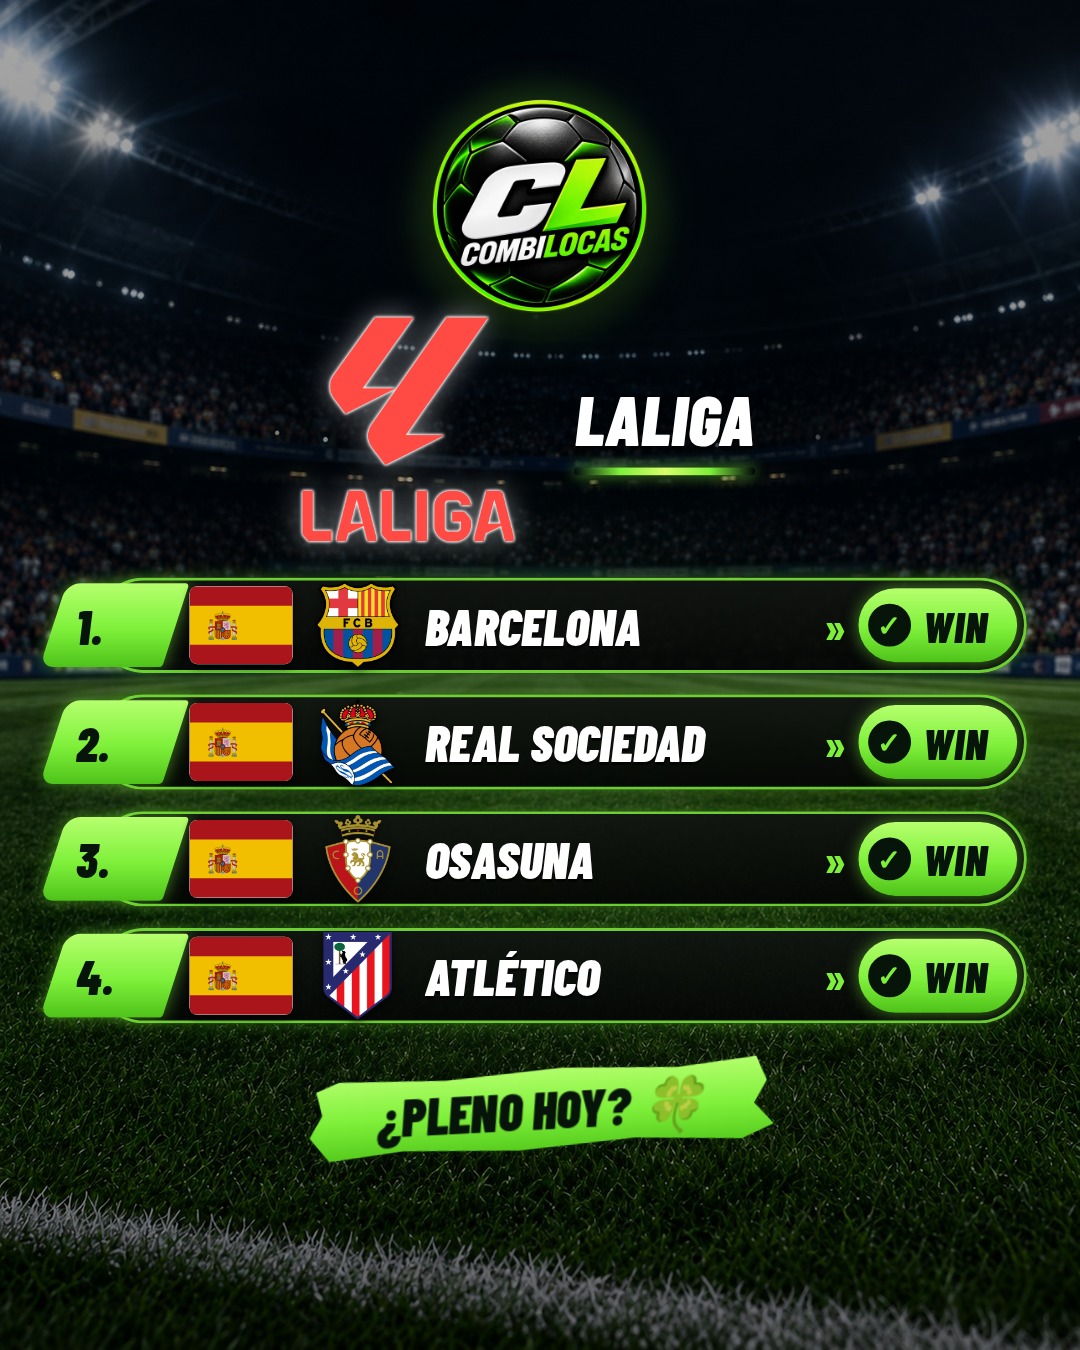 CL
COMBILOCAS
LALIGA
LALIGA
1. FCB BARCELONA » ✓ WIN
2. REAL SOCIEDAD » ✓ WIN
3. OSASUNA » ✓ WIN
4. ATLÉTICO » ✓ WIN
¿PLENO HOY? 🍀